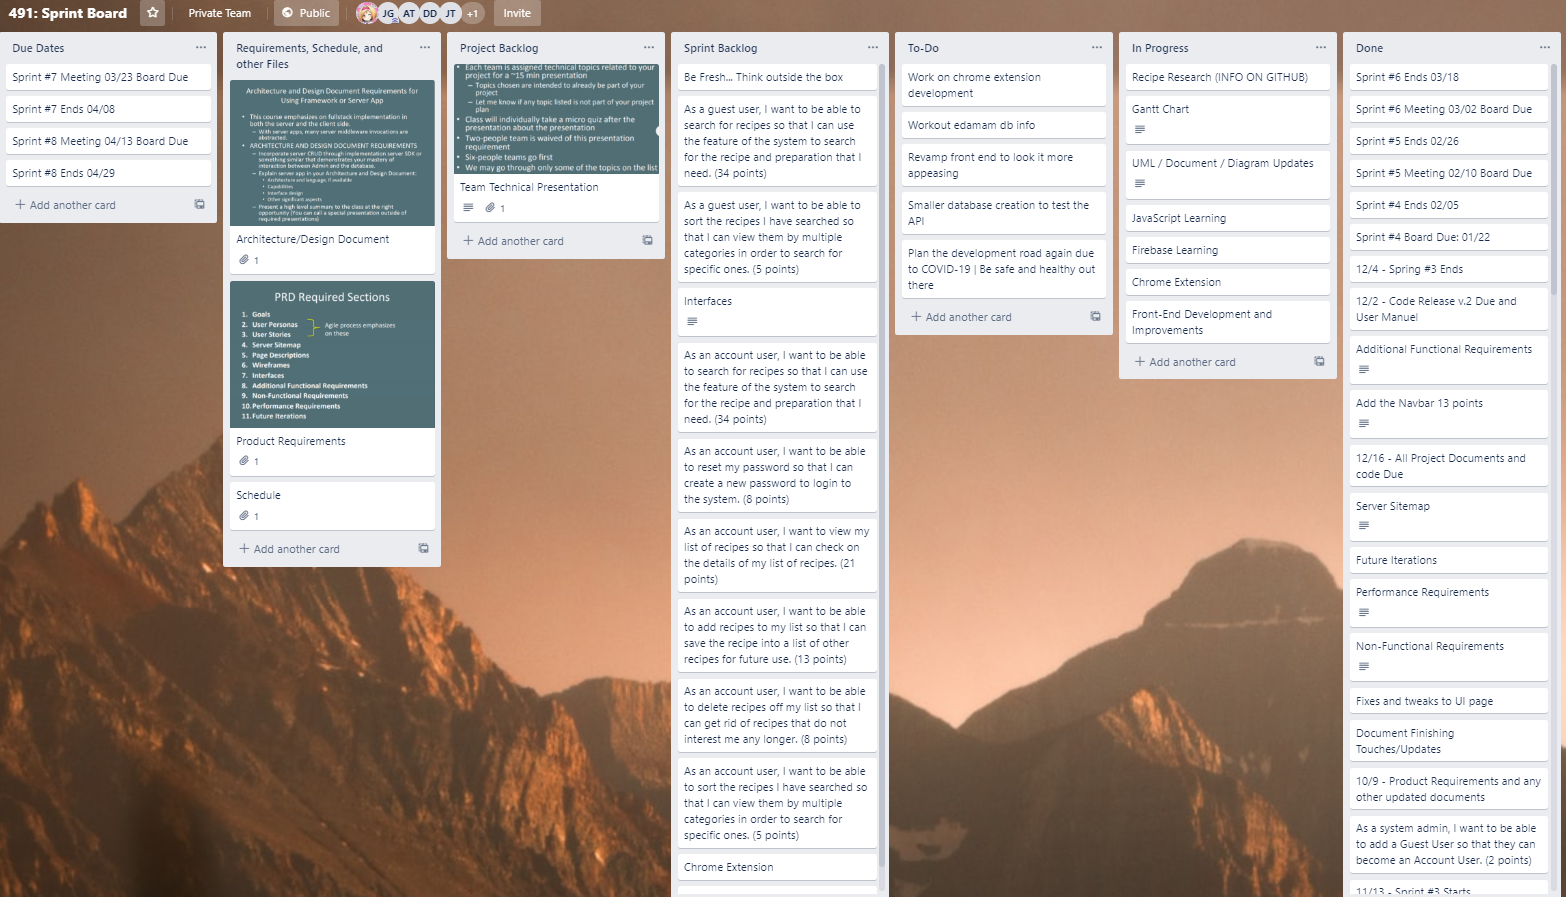 491: Sprint Board
Private Team
Public
JG
AT
DD
JT
+1
Invite
Due Dates
Sprint #7 Meeting 03/23 Board Due
Sprint #7 Ends 04/08
Sprint #8 Meeting 04/13 Board Due
Sprint #8 Ends 04/29
+ Add another card
Requirements, Schedule, and
other Files
Architecture and Design Document Requirements for
Using Framework or Server App
• This course emphasizes on fullstack implementation in
both the server and the client side.
– With server apps, many server middleware invocations are
abstracted.
• ARCHITECTURE AND DESIGN DOCUMENT REQUIREMENTS
– Incorporate server CRUD through implementation server SDK or
something similar that demonstrates your mastery of
interaction between Admin and the database.
– Explain server app in your Architecture and Design Document:
• Architecture and language, if available
• Capabilities
• Interface design
• Other significant aspects
– Present a high level summary to the class at the right
opportunity (You can call a special presentation outside of
required presentations)
Architecture/Design Document
1
PRD Required Sections
1. Goals
2. User Personas
3. User Stories
Agile process emphasizes
on these
4. Server Sitemap
5. Page Descriptions
6. Wireframes
7. Interfaces
8. Additional Functional Requirements
9. Non-Functional Requirements
10. Performance Requirements
11. Future Iterations
Product Requirements
1
Schedule
1
+ Add another card
Project Backlog
• Each team is assigned technical topics related to your
project for a ~15 min presentation
– Topics chosen are intended to already be part of your
project
– Let me know if any topic listed is not part of your project
plan
• Class will individually take a micro quiz after the
presentation about the presentation
• Two-people team is waived of this presentation
requirement
• Six-people teams go first
• We may go through only some of the topics on the list
Team Technical Presentation
1
+ Add another card
Sprint Backlog
Be Fresh... Think outside the box
As a guest user, I want to be able to
search for recipes so that I can use
the feature of the system to search
for the recipe and preparation that I
need. (34 points)
As a guest user, I want to be able to
sort the recipes I have searched so
that I can view them by multiple
categories in order to search for
specific ones. (5 points)
Interfaces
As an account user, I want to be able
to search for recipes so that I can use
the feature of the system to search
for the recipe and preparation that I
need. (34 points)
As an account user, I want to be able
to reset my password so that I can
create a new password to login to
the system. (8 points)
As an account user, I want to view my
list of recipes so that I can check on
the details of my list of recipes. (21
points)
As an account user, I want to be able
to add recipes to my list so that I can
save the recipe into a list of other
recipes for future use. (13 points)
As an account user, I want to be able
to delete recipes off my list so that I
can get rid of recipes that do not
interest me any longer. (8 points)
As an account user, I want to be able
to sort the recipes I have searched so
that I can view them by multiple
categories in order to search for
specific ones. (5 points)
Chrome Extension
To-Do
Work on chrome extension
development
Workout edamam db info
Revamp front end to look it more
appeasing
Smaller database creation to test the
API
Plan the development road again due
to COVID-19 | Be safe and healthy out
there
+ Add another card
In Progress
Recipe Research (INFO ON GITHUB)
Gantt Chart
UML / Document / Diagram Updates
JavaScript Learning
Firebase Learning
Chrome Extension
Front-End Development and
Improvements
+ Add another card
Done
Sprint #6 Ends 03/18
Sprint #6 Meeting 03/02 Board Due
Sprint #5 Ends 02/26
Sprint #5 Meeting 02/10 Board Due
Sprint #4 Ends 02/05
Sprint #4 Board Due: 01/22
12/4 - Spring #3 Ends
12/2 - Code Release v.2 Due and
User Manuel
Additional Functional Requirements
Add the Navbar 13 points
12/16 - All Project Documents and
code Due
Server Sitemap
Future Iterations
Performance Requirements
Non-Functional Requirements
Fixes and tweaks to UI page
Document Finishing
Touches/Updates
10/9 - Product Requirements and any
other updated documents
As a system admin, I want to be able
to add a Guest User so that they can
become an Account User. (2 points)
11/13 - Sprint #3 Starts